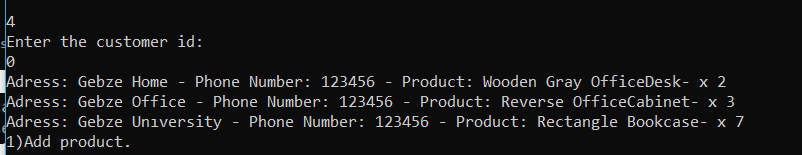 4
Enter the customer id:
0
Adress: Gebze Home - Phone Number: 123456 - Product: Wooden Gray OfficeDesk- x 2
Adress: Gebze Office - Phone Number: 123456 - Product: Reverse OfficeCabinet- x 3
Adress: Gebze Unıversity - Phone Number: 123456 - Product: Rectangle Bookcase- x 7
1)Add product.